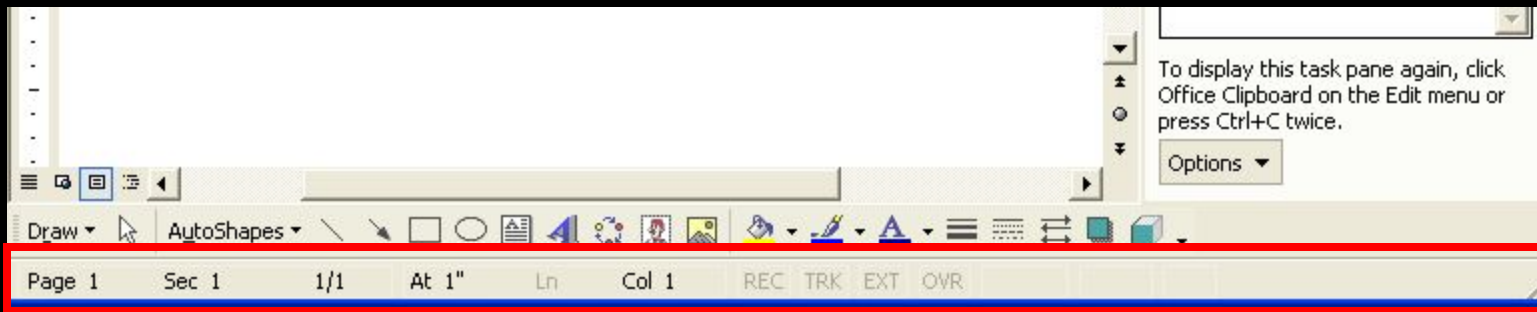 To display this task pane again, click
Office Clipboard on the Edit menu or
press Ctrl+C twice.
Options
Draw AutoShapes
Page 1 Sec 1 1/1 At 1" Ln Col 1 REC TRK EXT OVR